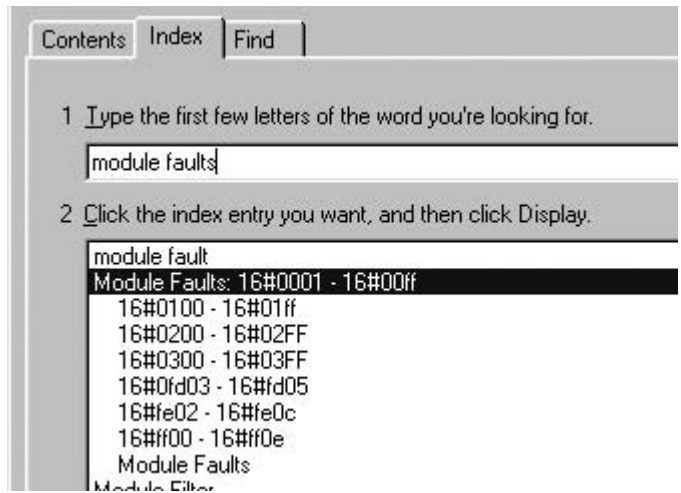 Contents Index Find
1 Type the first few letters of the word you're looking for.
module faults
2 Click the index entry you want, and then click Display.
module fault
Module Faults: 16#0001 - 16#00ff
16#0100 - 16#01ff
16#0200 - 16#02FF
16#0300 - 16#03FF
16#0fd03 - 16#fd05
16#fe02 - 16#fe0c
16#ff00 - 16#ff0e
Module Faults
Module Filter